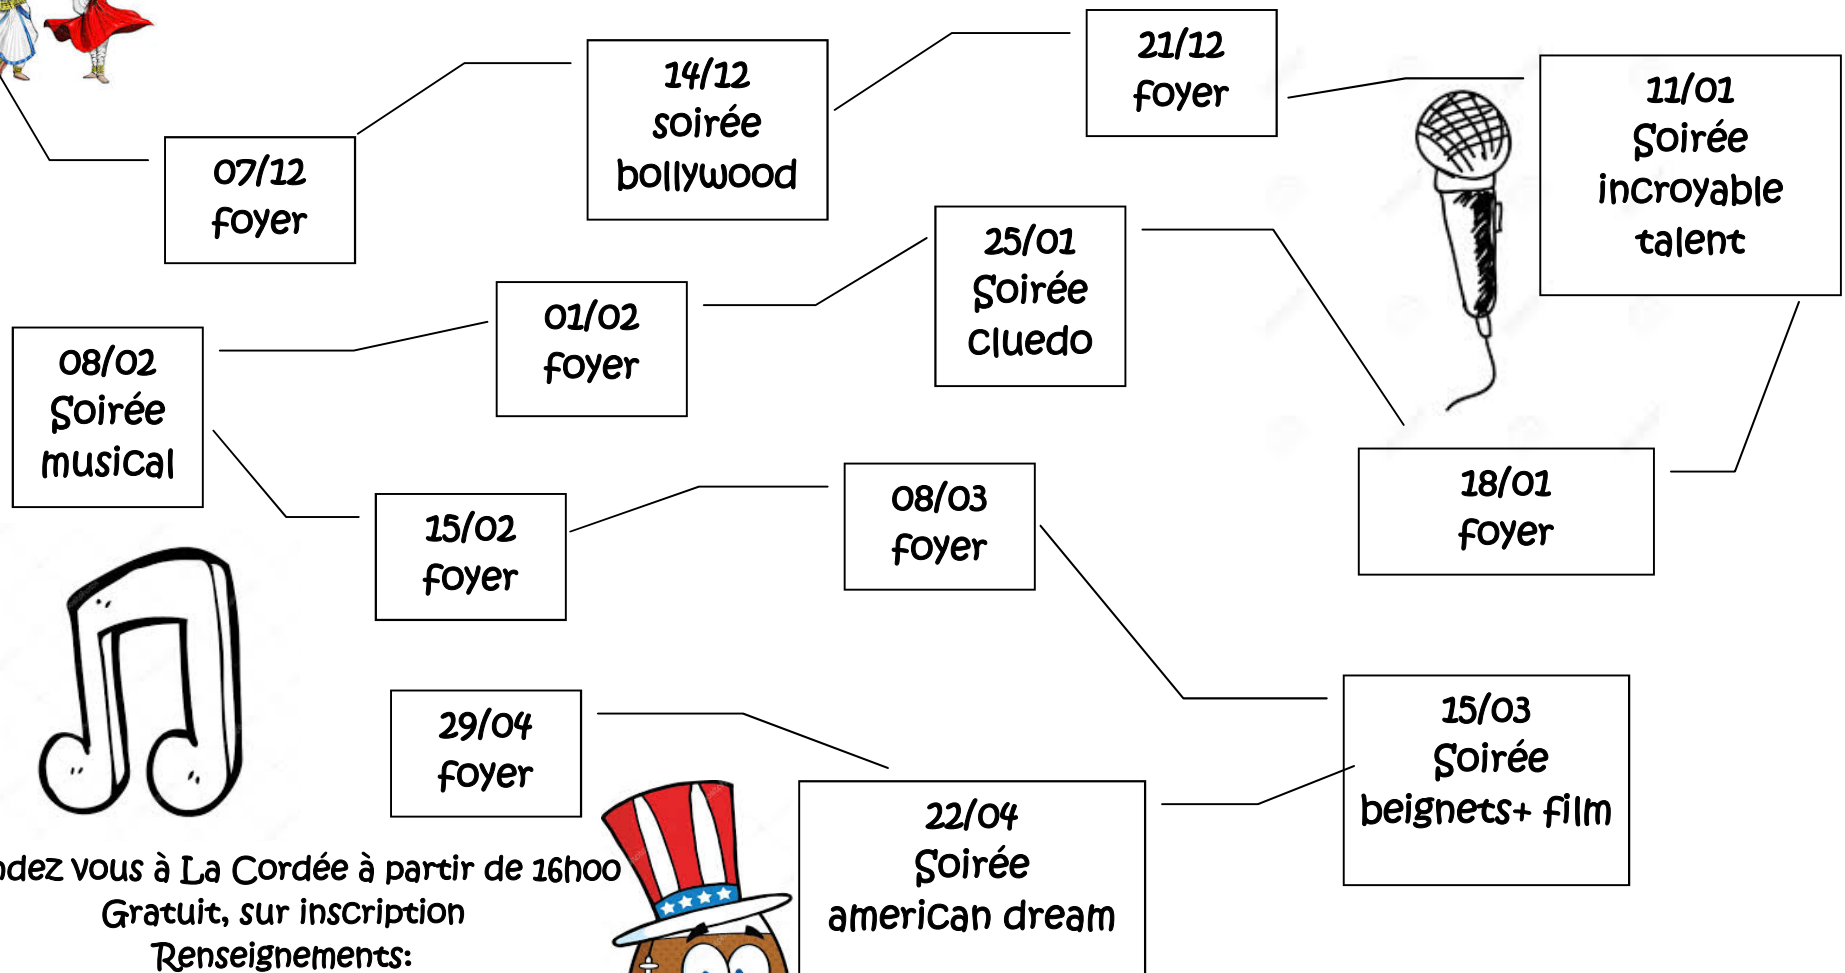 07/12
foyer
14/12
soirée
bollywood
21/12
foyer
11/01
Soirée
incroyable
talent
18/01
foyer
25/01
Soirée
cluedo
01/02
foyer
08/02
Soirée
musical
15/02
foyer
08/03
foyer
15/03
Soirée
beignets+ film
22/04
Soirée
american dream
29/04
foyer
ndez vous à La Cordée à partir de 16h00
Gratuit, sur inscription
Renseignements: